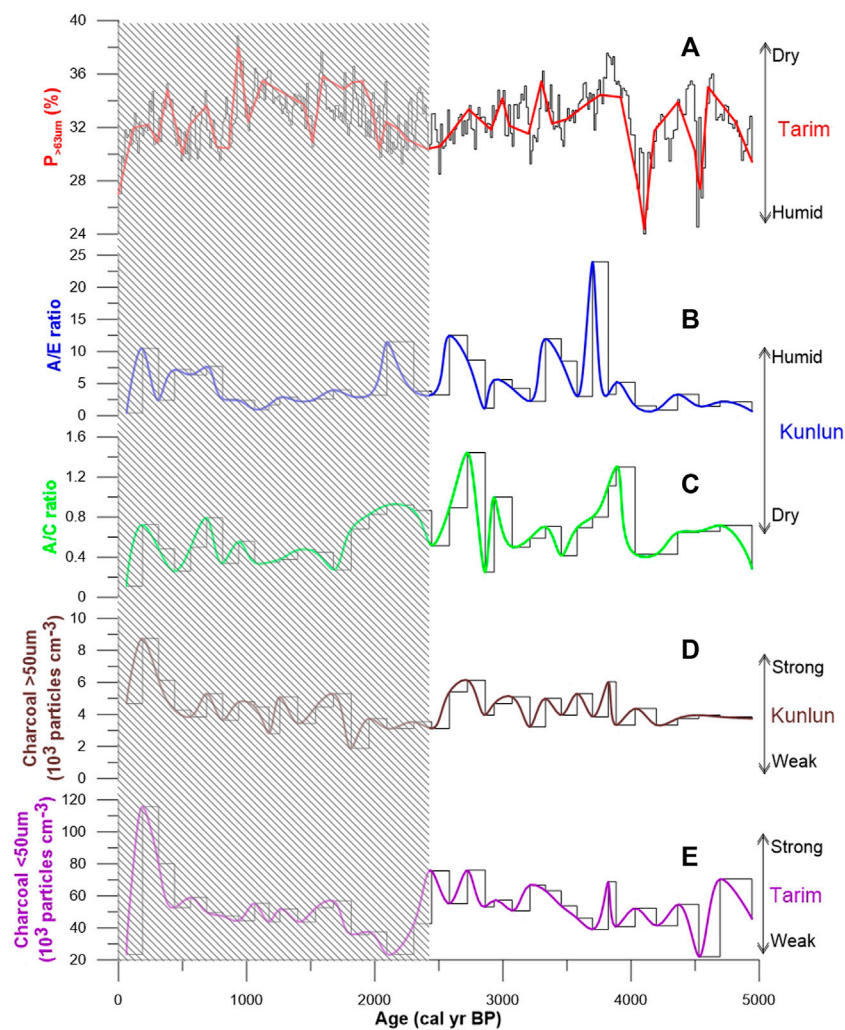 40
36
32
28
24
P>63um (%)
A
Dry
Tarim
Humid
25
20
15
10
5
0
A/E ratio
B
Humid
Kunlun
Dry
1.6
1.2
0.8
0.4
0
A/C ratio
C
10
8
6
4
2
0
Charcoal >50um
(10³ particles cm⁻³)
D
Strong
Kunlun
Weak
120
100
80
60
40
20
Charcoal <50um
(10³ particles cm⁻³)
E
Strong
Tarim
Weak
0 1000 2000 3000 4000 5000
Age (cal yr BP)